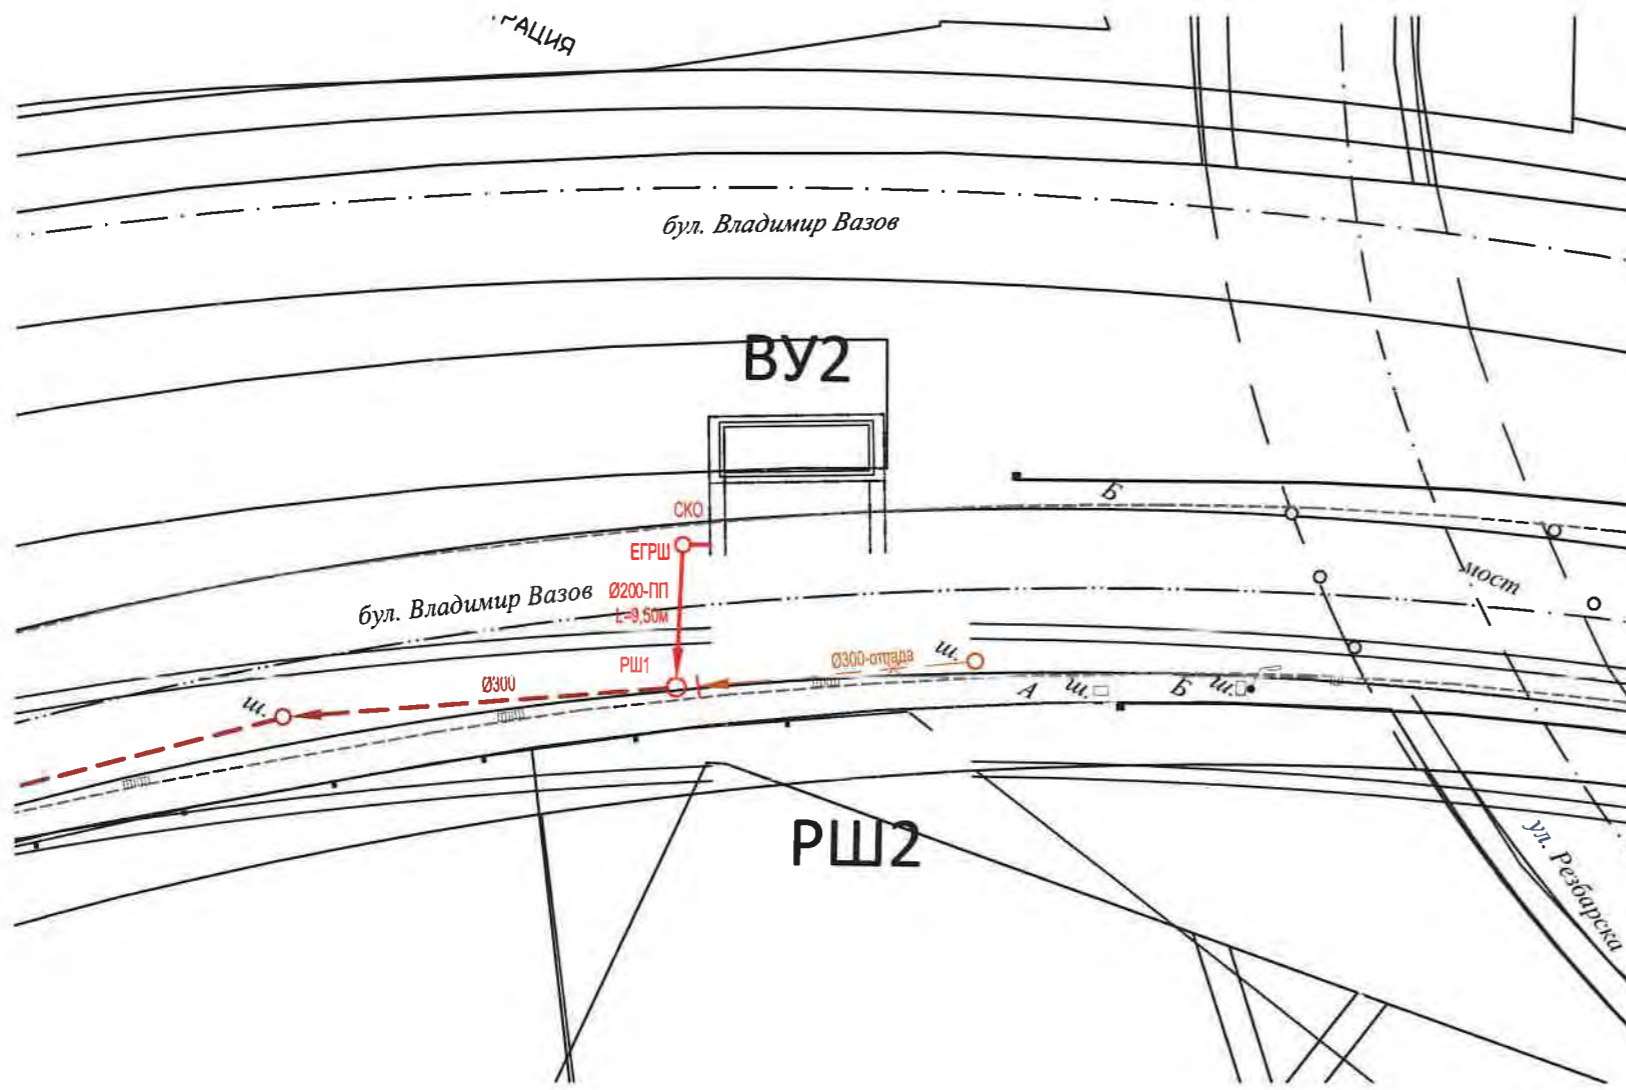 РАЦИЯ
бул. Владимир Вазов
ВУ2
СКО
Б
ЕГРШ
мост
бул. Владимир Вазов
Ø200-ПП
L=9,50м
РШ1
Ø300-отпада
ш.
Ø300
ш.
А
ш.
Б
ш.
РШ2
ул. Резбарска